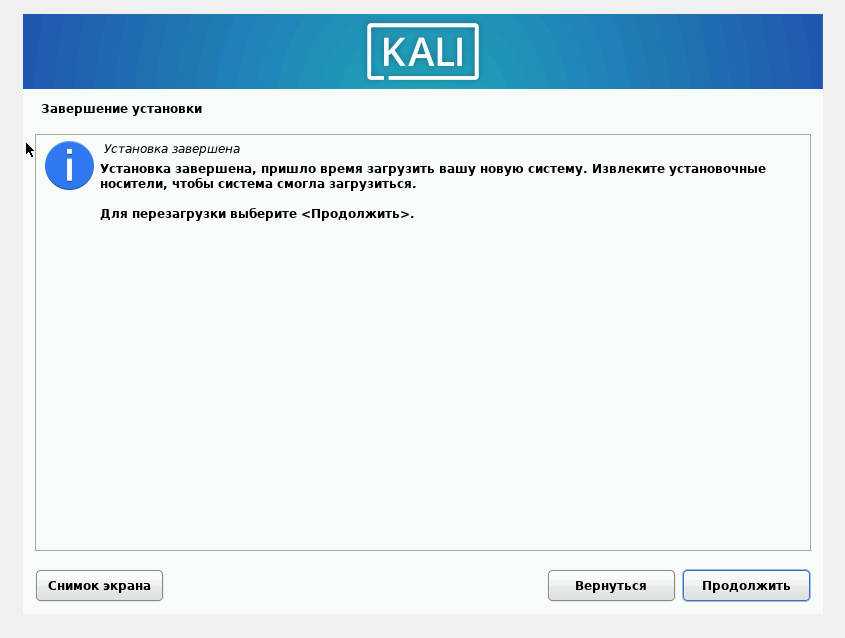 KALI
Завершение установки
Установка завершена
Установка завершена, пришло время загрузить вашу новую систему. Извлеките установочные
носители, чтобы система смогла загрузиться.
Для перезагрузки выберите <Продолжить>.
Снимок экрана
Вернуться
Продолжить